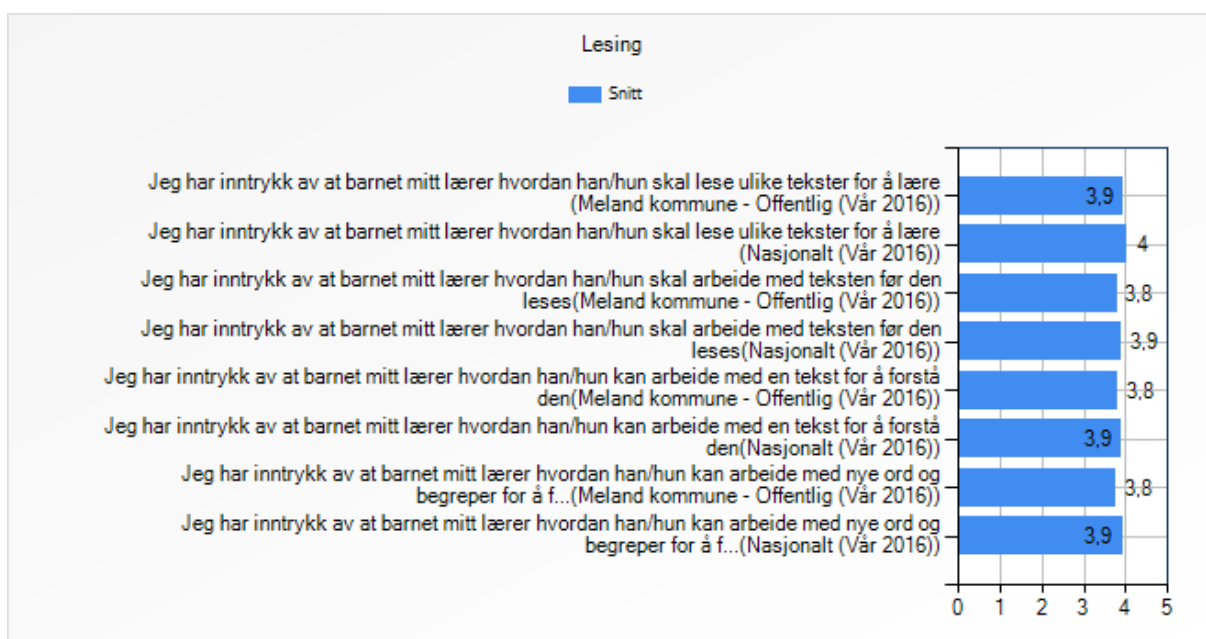 Lesing
Snitt
Jeg har inntrykk av at barnet mitt lærer hvordan han/hun skal lese ulike tekster for å lære
(Meland kommune - Offentlig (Vår 2016))
3,9
Jeg har inntrykk av at barnet mitt lærer hvordan han/hun skal lese ulike tekster for å lære
(Nasjonalt (Vår 2016))
4
Jeg har inntrykk av at barnet mitt lærer hvordan han/hun skal arbeide med teksten før den
leses(Meland kommune - Offentlig (Vår 2016))
3,8
Jeg har inntrykk av at barnet mitt lærer hvordan han/hun skal arbeide med teksten før den
leses(Nasjonalt (Vår 2016))
3,9
Jeg har inntrykk av at barnet mitt lærer hvordan han/hun kan arbeide med en tekst for å forstå
den(Meland kommune - Offentlig (Vår 2016))
3,8
Jeg har inntrykk av at barnet mitt lærer hvordan han/hun kan arbeide med en tekst for å forstå
den(Nasjonalt (Vår 2016))
3,9
Jeg har inntrykk av at barnet mitt lærer hvordan han/hun kan arbeide med nye ord og
begreper for å f...(Meland kommune - Offentlig (Vår 2016))
3,8
Jeg har inntrykk av at barnet mitt lærer hvordan han/hun kan arbeide med nye ord og
begreper for å f...(Nasjonalt (Vår 2016))
3,9
0 1 2 3 4 5